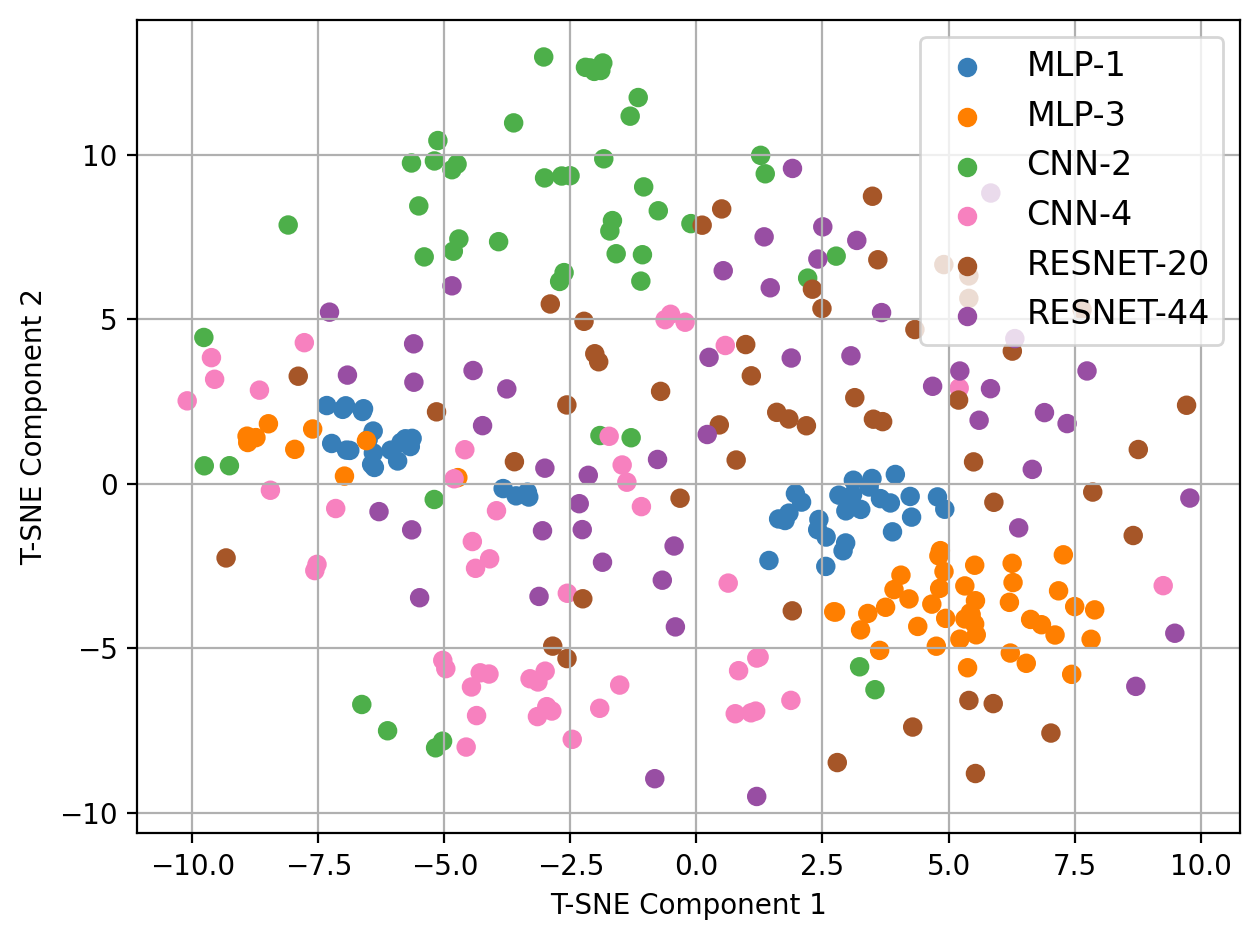 MLP-1
MLP-3
CNN-2
CNN-4
RESNET-20
RESNET-44
10
5
0
−5
−10
T-SNE Component 2
−10.0 −7.5 −5.0 −2.5 0.0 2.5 5.0 7.5 10.0
T-SNE Component 1